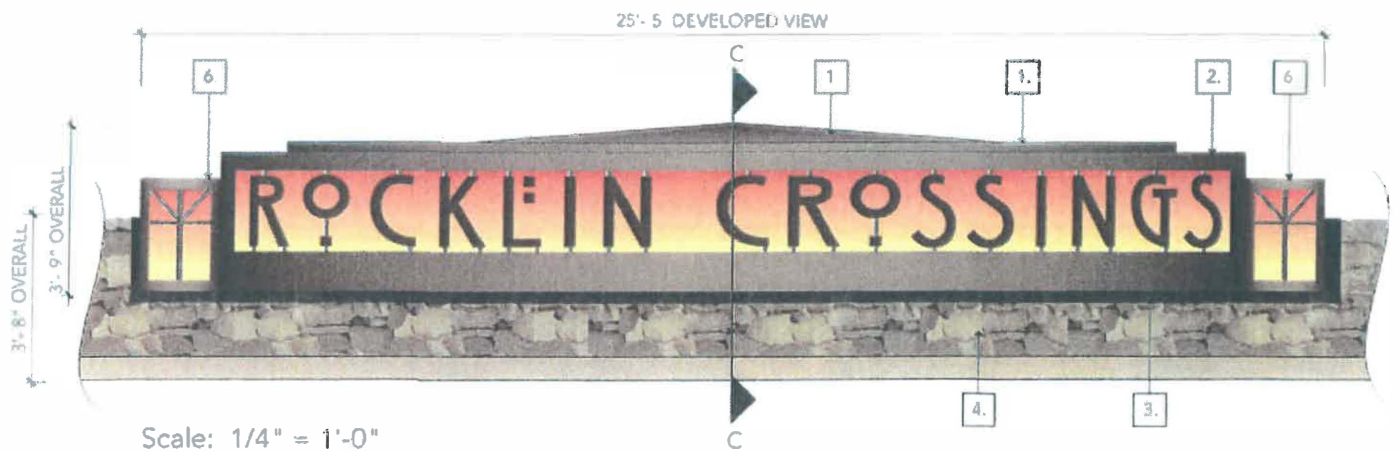 25'- 5 DEVELOPED VIEW
C
6
1
1.
2.
6
3'- 9" OVERALL
3'- 8" OVERALL
ROCKLIN CROSSINGS
4.
3.
Scale: 1/4" = 1'-0"
C